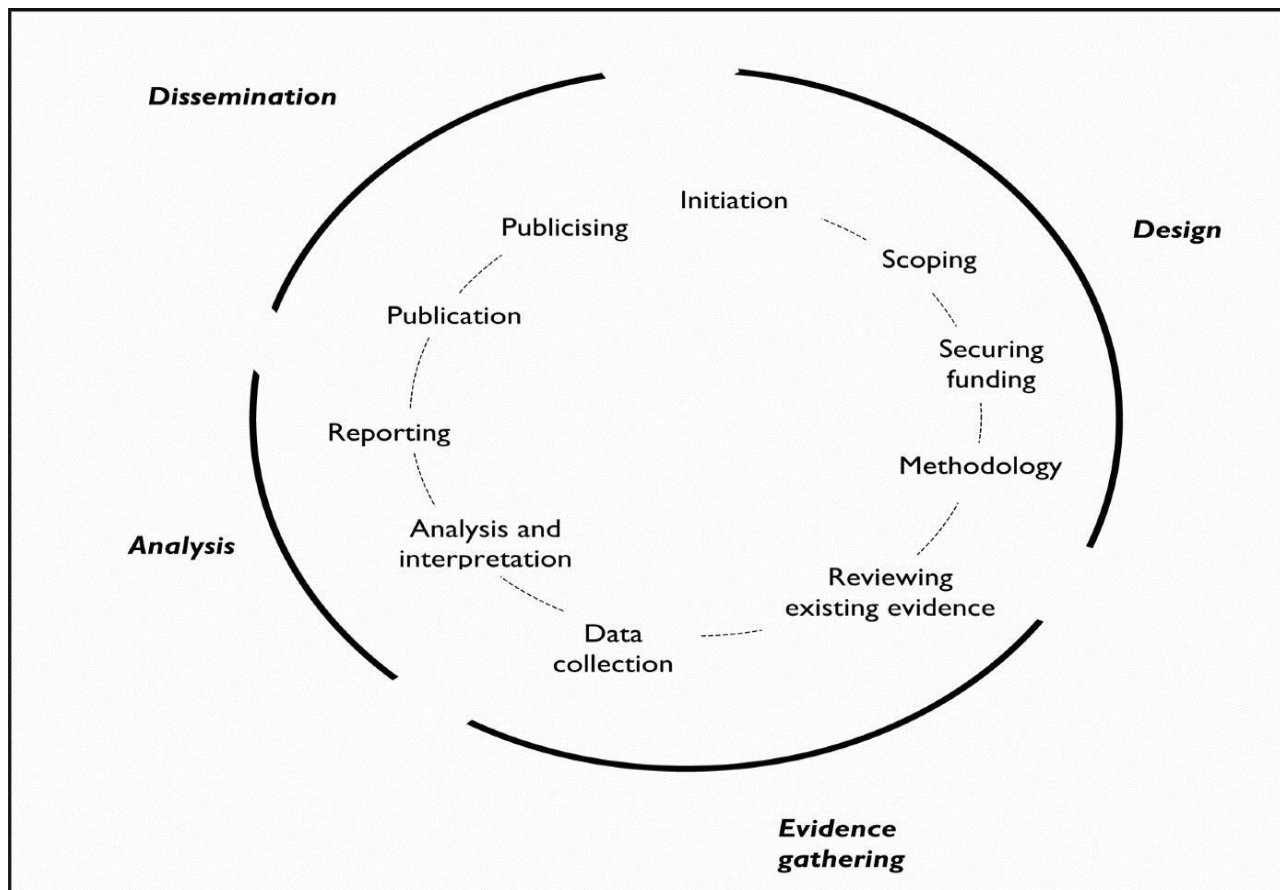 Dissemination
Design
Initiation
Scoping
Securing
funding
Methodology
Reviewing
existing evidence
Data
collection
Analysis and
interpretation
Reporting
Publication
Publicising
Analysis
Evidence
gathering